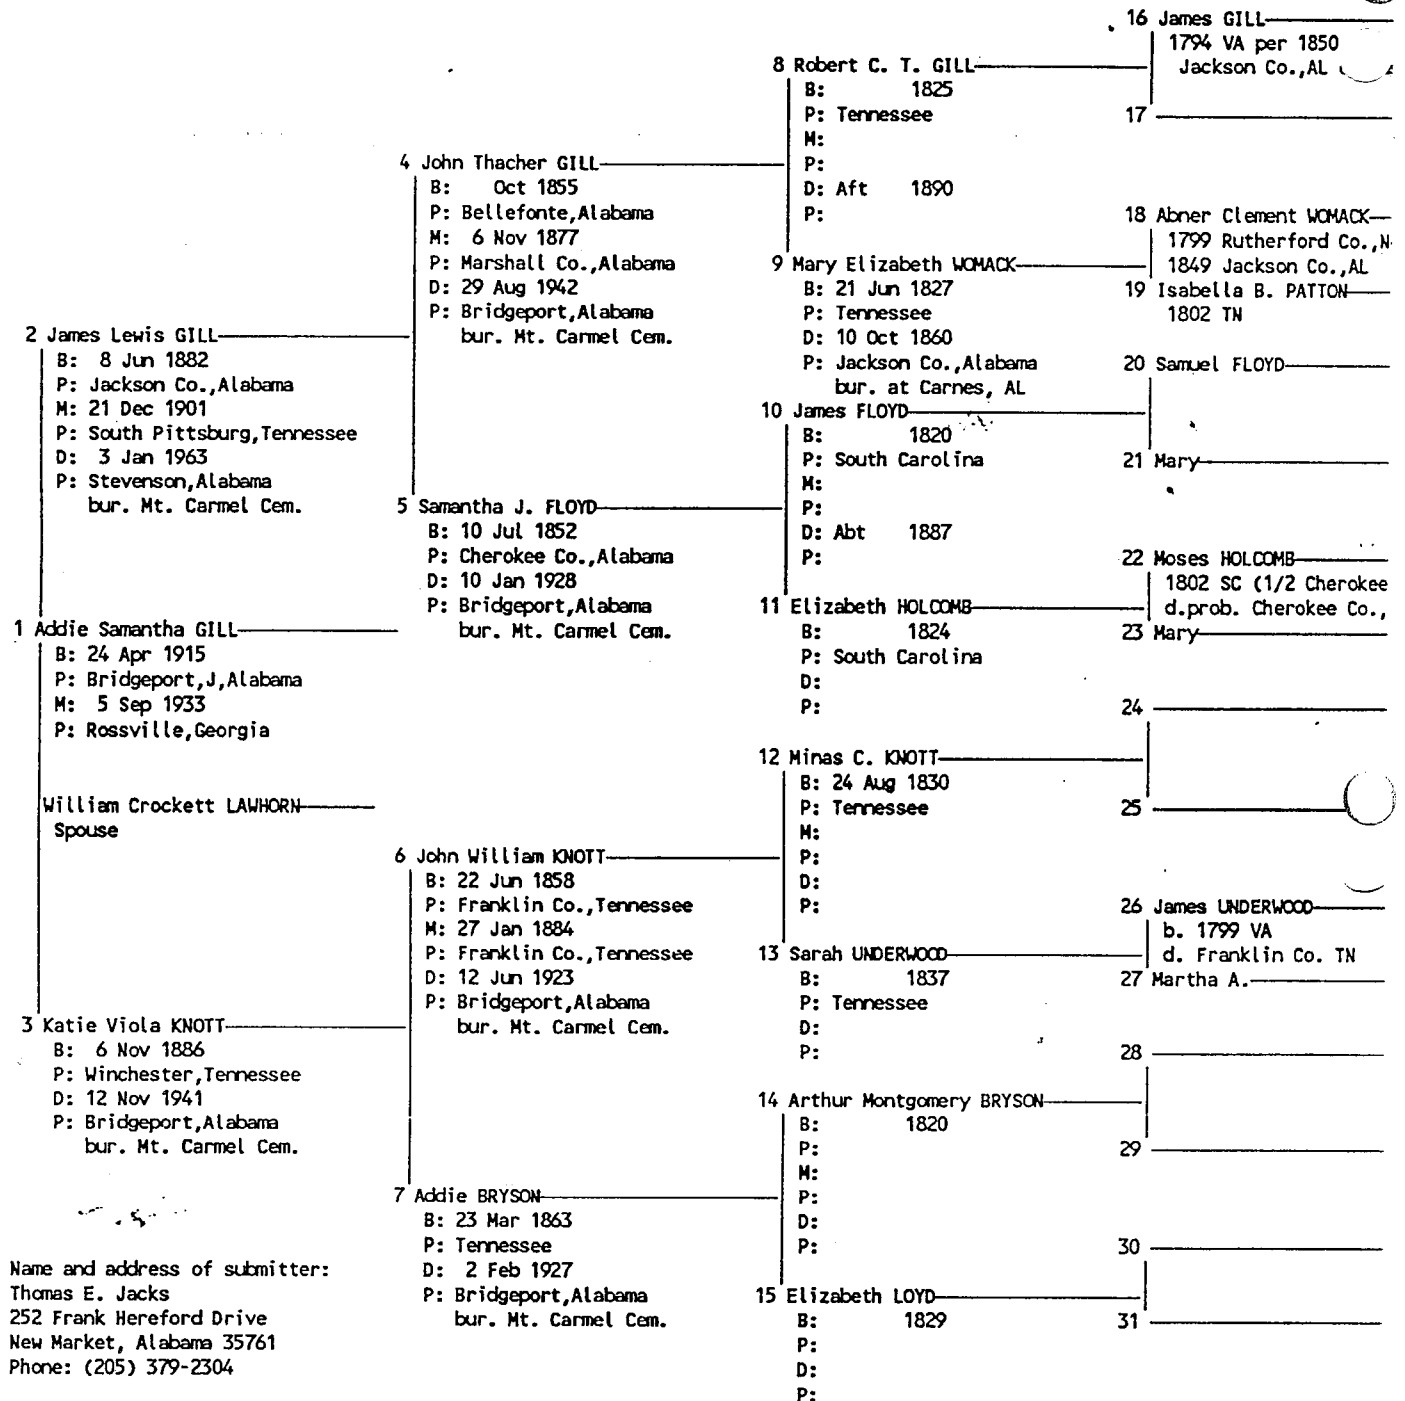 16 James GILL
1794 VA per 1850
Jackson Co.,AL
8 Robert C. T. GILL
B: 1825
P: Tennessee
M:
P:
D: Aft 1890
P:
17
4 John Thacher GILL
B: Oct 1855
P: Bellefonte,Alabama
M: 6 Nov 1877
P: Marshall Co.,Alabama
D: 29 Aug 1942
P: Bridgeport,Alabama
bur. Mt. Carmel Cem.
18 Abner Clement WOMACK
1799 Rutherford Co.,N
1849 Jackson Co.,AL
9 Mary Elizabeth WOMACK
B: 21 Jun 1827
P: Tennessee
D: 10 Oct 1860
P: Jackson Co.,Alabama
bur. at Carnes, AL
19 Isabella B. PATTON
1802 TN
2 James Lewis GILL
B: 8 Jun 1882
P: Jackson Co.,Alabama
M: 21 Dec 1901
P: South Pittsburg,Tennessee
D: 3 Jan 1963
P: Stevenson,Alabama
bur. Mt. Carmel Cem.
20 Samuel FLOYD
10 James FLOYD
B: 1820
P: South Carolina
M:
P:
D: Abt 1887
P:
21 Mary
5 Samantha J. FLOYD
B: 10 Jul 1852
P: Cherokee Co.,Alabama
D: 10 Jan 1928
P: Bridgeport,Alabama
bur. Mt. Carmel Cem.
22 Moses HOLCOMB
1802 SC (1/2 Cherokee
d.prob. Cherokee Co.,
11 Elizabeth HOLCOMB
B: 1824
P: South Carolina
D:
P:
23 Mary
1 Addie Samantha GILL
B: 24 Apr 1915
P: Bridgeport,J,Alabama
M: 5 Sep 1933
P: Rossville,Georgia
24
12 Minas C. KNOTT
B: 24 Aug 1830
P: Tennessee
M:
P:
D:
P:
25
William Crockett LAWHORN
Spouse
6 John William KNOTT
B: 22 Jun 1858
P: Franklin Co.,Tennessee
M: 27 Jan 1884
P: Franklin Co.,Tennessee
D: 12 Jun 1923
P: Bridgeport,Alabama
bur. Mt. Carmel Cem.
26 James UNDERWOOD
b. 1799 VA
d. Franklin Co. TN
13 Sarah UNDERWOOD
B: 1837
P: Tennessee
D:
P:
27 Martha A.
3 Katie Viola KNOTT
B: 6 Nov 1886
P: Winchester,Tennessee
D: 12 Nov 1941
P: Bridgeport,Alabama
bur. Mt. Carmel Cem.
28
14 Arthur Montgomery BRYSON
B: 1820
P:
M:
P:
D:
P:
29
7 Addie BRYSON
B: 23 Mar 1863
P: Tennessee
D: 2 Feb 1927
P: Bridgeport,Alabama
bur. Mt. Carmel Cem.
30
15 Elizabeth LOYD
B: 1829
P:
D:
P:
31
Name and address of submitter:
Thomas E. Jacks
252 Frank Hereford Drive
New Market, Alabama 35761
Phone: (205) 379-2304